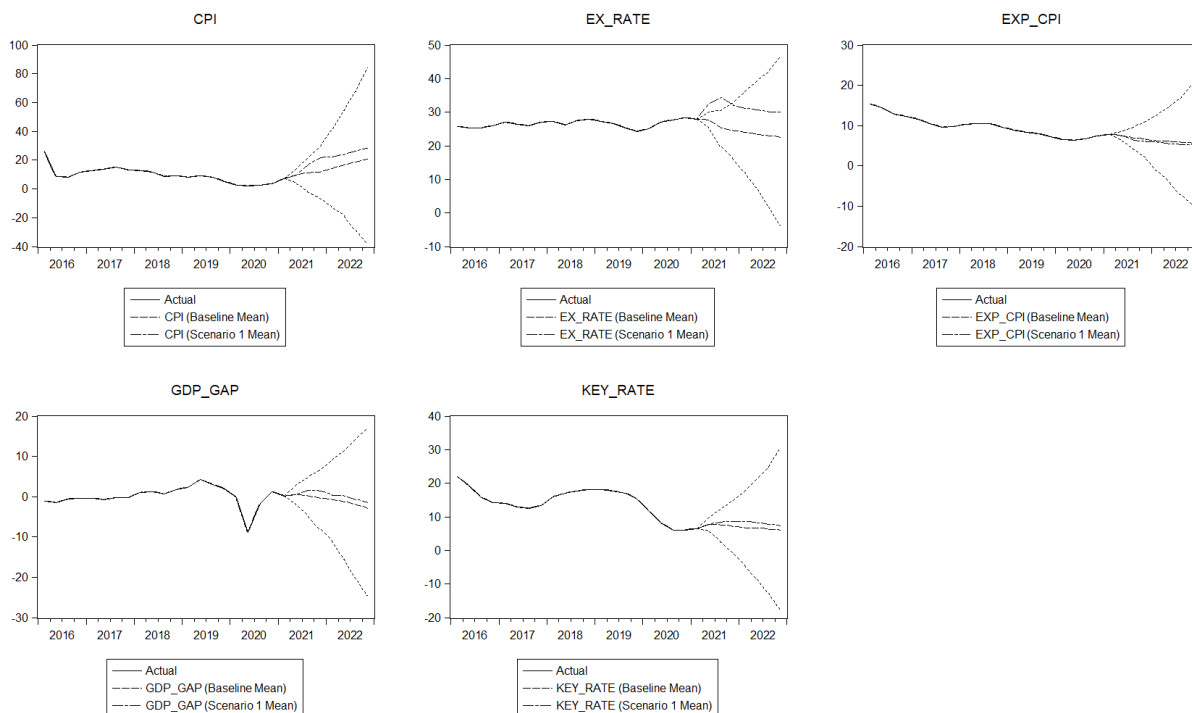 CPI
100
80
60
40
20
0
-20
-40
2016 2017 2018 2019 2020 2021 2022
Actual
CPI (Baseline Mean)
CPI (Scenario 1 Mean)
EX_RATE
50
40
30
20
10
0
-10
2016 2017 2018 2019 2020 2021 2022
Actual
EX_RATE (Baseline Mean)
EX_RATE (Scenario 1 Mean)
EXP_CPI
30
20
10
0
-10
-20
2016 2017 2018 2019 2020 2021 2022
Actual
EXP_CPI (Baseline Mean)
EXP_CPI (Scenario 1 Mean)
GDP_GAP
20
10
0
-10
-20
-30
2016 2017 2018 2019 2020 2021 2022
Actual
GDP_GAP (Baseline Mean)
GDP_GAP (Scenario 1 Mean)
KEY_RATE
40
30
20
10
0
-10
-20
2016 2017 2018 2019 2020 2021 2022
Actual
KEY_RATE (Baseline Mean)
KEY_RATE (Scenario 1 Mean)